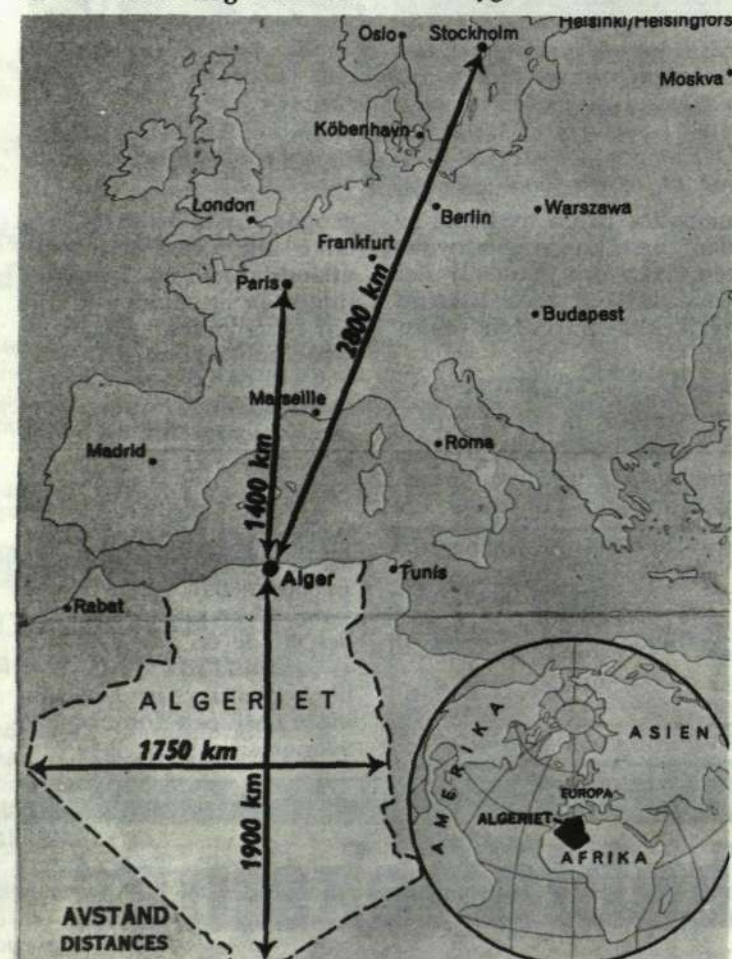 Helsinki/Helsingfors
Oslo
Stockholm
Moskva
Köbenhavn
London
Berlin
Warszawa
Frankfurt
Paris
2800 km
Budapest
Marseille
Madrid
Roma
1400 km
Alger
Tunis
Rabat
ALGERIET
1750 km
1900 km
AVSTÅND
DISTANCES
AMERIKA
ASIEN
EUROPA
ALGERIET
AFRIKA